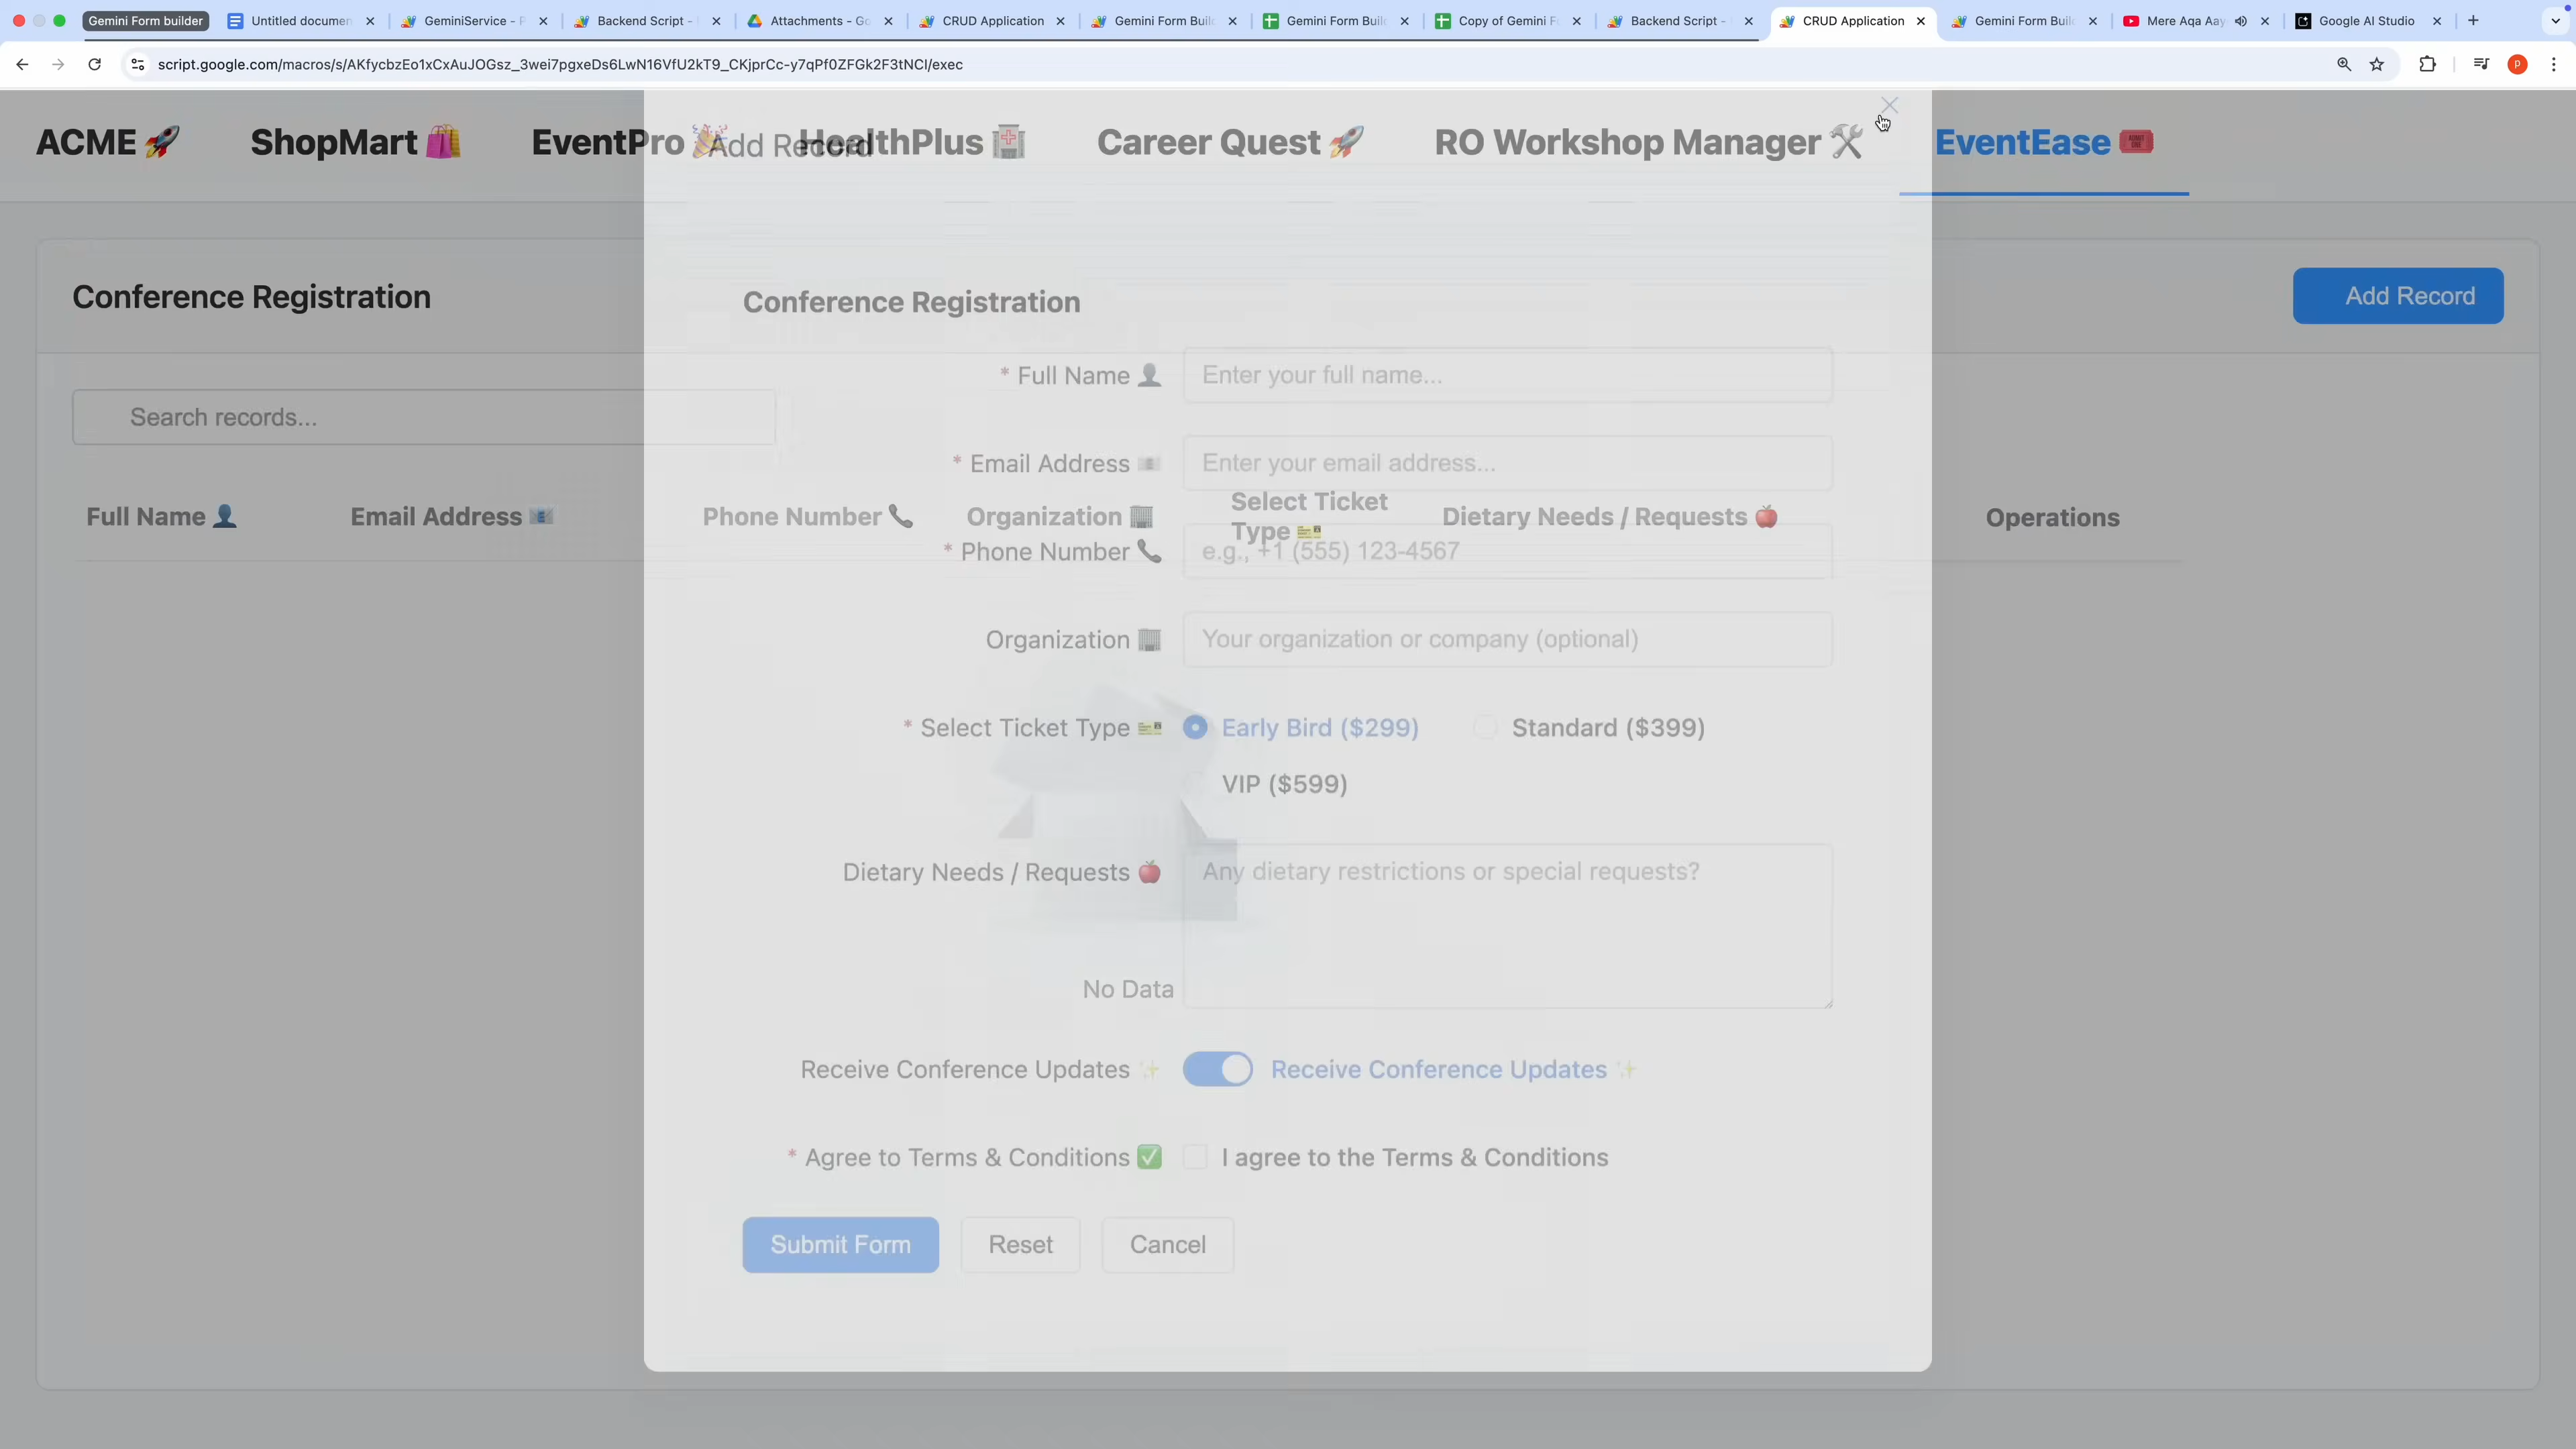 Gemini Form builder
Untitled documen
GeminiService - P
Backend Script -
Attachments - Go
CRUD Application
Gemini Form Buil
Gemini Form Buil
Copy of Gemini F
Backend Script -
CRUD Application
Gemini Form Buil
Mere Aqa Aay
Google AI Studio
script.google.com/macros/s/AKfycbzEo1xCxAuJOGsz_3wei7pgxeDs6LwN16VfU2kT9_CKjprCc-y7qPf0ZFGk2F3tNCI/exec
P
ACME 🚀
ShopMart 🛍️
EventPro 🎉
HealthPlus 🏥
Career Quest 🚀
RO Workshop Manager 🛠️
EventEase 🎟️
Add Record
Conference Registration
Add Record
Search records...
Full Name 👤
Email Address 📧
Phone Number 📞
Organization 🏢
Select Ticket
Type 🎫
Dietary Needs / Requests 🍎
Operations
No Data
Conference Registration
* Full Name 👤
Enter your full name...
* Email Address 📧
Enter your email address...
* Phone Number 📞
e.g., +1 (555) 123-4567
Organization 🏢
Your organization or company (optional)
* Select Ticket Type 🎫
Early Bird ($299)
Standard ($399)
VIP ($599)
Dietary Needs / Requests 🍎
Any dietary restrictions or special requests?
Receive Conference Updates ✨
Receive Conference Updates ✨
* Agree to Terms & Conditions ✅
I agree to the Terms & Conditions
Submit Form
Reset
Cancel